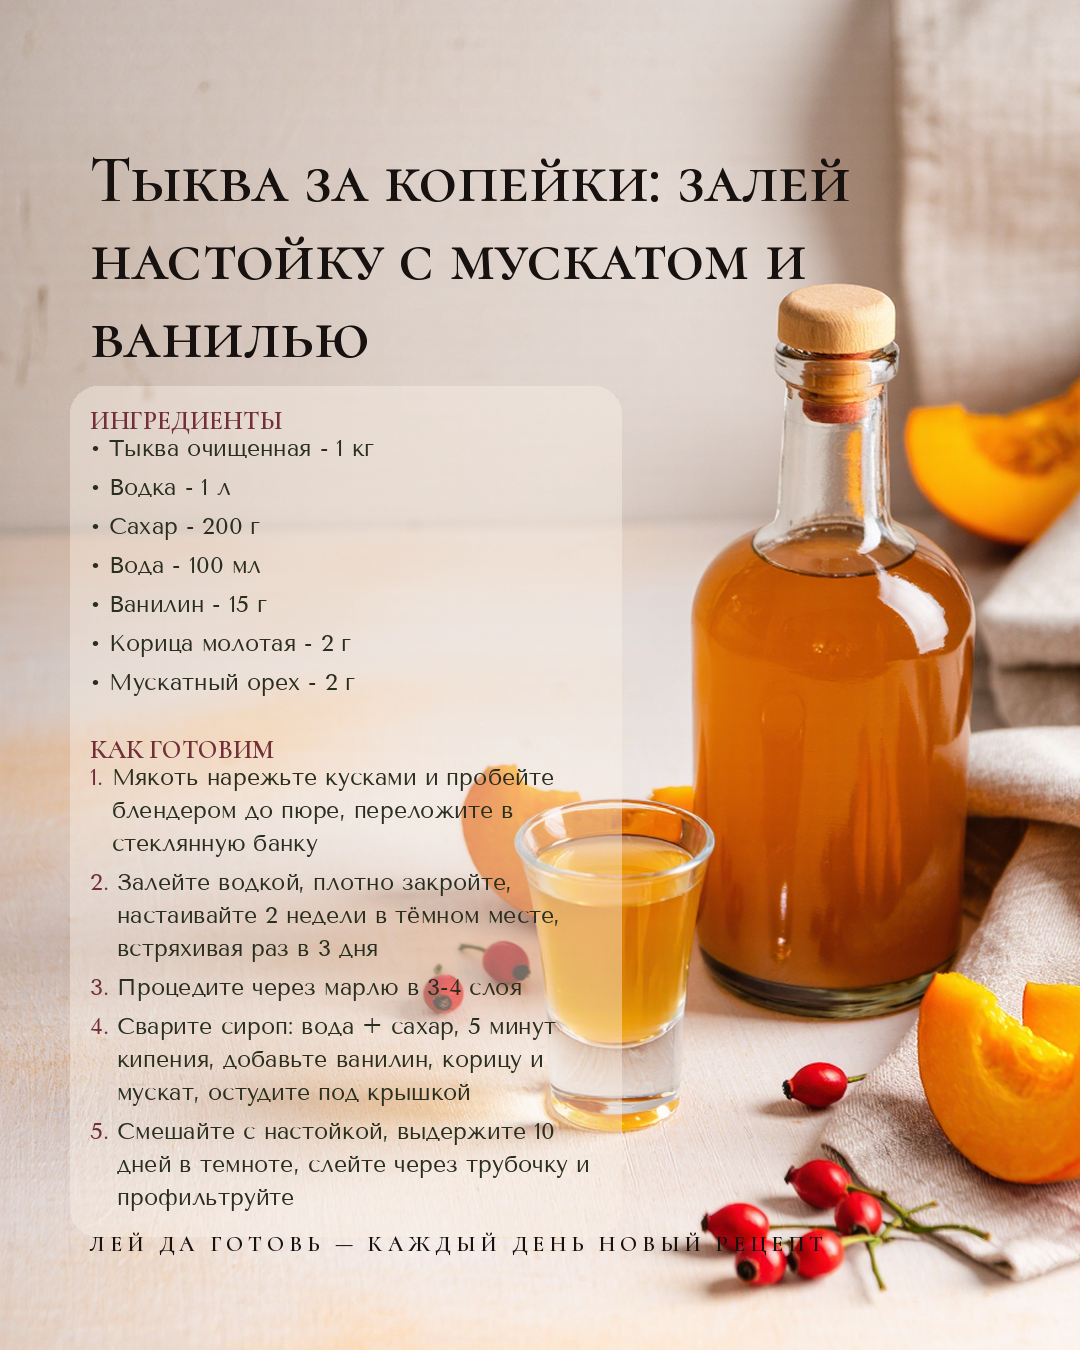 Тыква за копейки: залей
настойку с мускатом и
ванилью
ИНГРЕДИЕНТЫ
• Тыква очищенная - 1 кг
• Водка - 1 л
• Сахар - 200 г
• Вода - 100 мл
• Ванилин - 15 г
• Корица молотая - 2 г
• Мускатный орех - 2 г
КАК ГОТОВИМ
1. Мякоть нарежьте кусками и пробейте
блендером до пюре, переложите в
стеклянную банку
2. Залейте водкой, плотно закройте,
настаивайте 2 недели в тёмном месте,
встряхивая раз в 3 дня
3. Процедите через марлю в 3-4 слоя
4. Сварите сироп: вода + сахар, 5 минут
кипения, добавьте ванилин, корицу и
мускат, остудите под крышкой
5. Смешайте с настойкой, выдержите 10
дней в темноте, слейте через трубочку и
профильтруйте
ЛЕЙ ДА ГОТОВЬ — КАЖДЫЙ ДЕНЬ НОВЫЙ РЕЦЕПТ